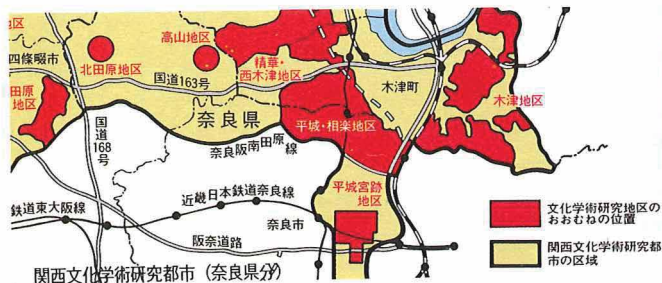 地区
高山地区
四條畷市
北田原地区
国道163号
精華・
西木津地区
木津町
木津地区
田原
地区
奈良県
国道168号
奈良阪南田原線
平城・相楽地区
平城宮跡
地区
近畿日本鉄道奈良線
鉄道東大阪線
奈良市
阪奈道路
文化学術研究地区の
おおむねの位置
関西文化学術研究都
市の区域
関西文化学術研究都市(奈良県分)